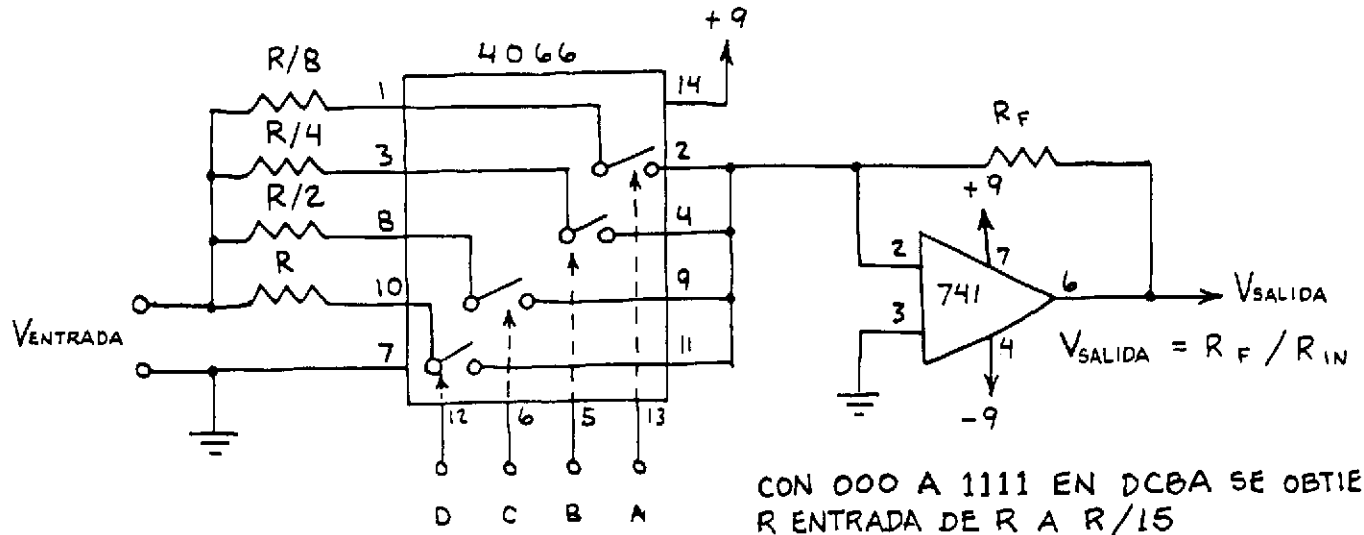 +9
4066
R/8
1
14
R/4
3
2
RF
R/2
8
4
+9
R
10
9
2
7
741
6
VSALIDA
3
VENTRADA
7
11
4
VSALIDA = RF / RIN
-9
12
6
5
13
D
C
B
A
CON 000 A 1111 EN DCBA SE OBTIE
R ENTRADA DE R A R/15